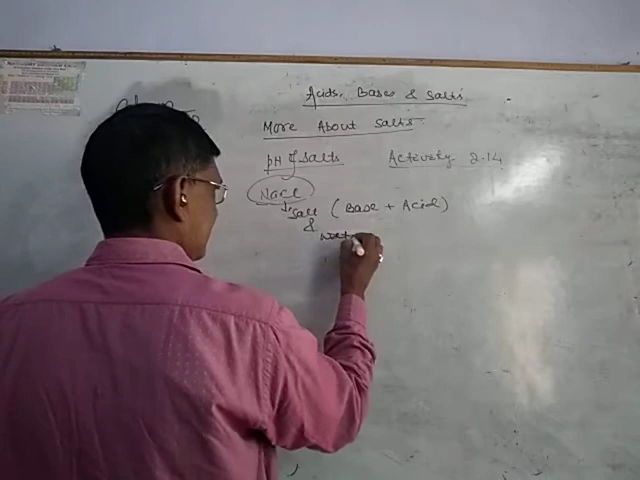 Acids, Bases & Salts
More About Salts
pH of Salts Activity 2.14
NaCl
Salt (Base + Acid)
&